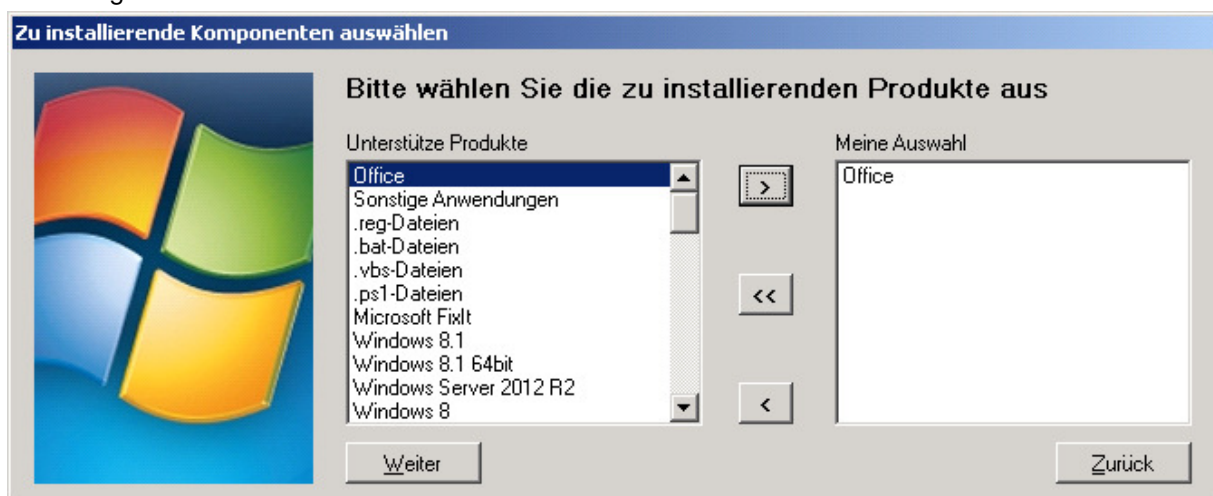 Zu installierende Komponenten auswählen
Bitte wählen Sie die zu installierenden Produkte aus
Unterstütze Produkte
Office
Sonstige Anwendungen
.reg-Dateien
.bat-Dateien
.vbs-Dateien
.ps1-Dateien
Microsoft FixIt
Windows 8.1
Windows 8.1 64bit
Windows Server 2012 R2
Windows 8
>
<<
<
Meine Auswahl
Office
Weiter
Zurück